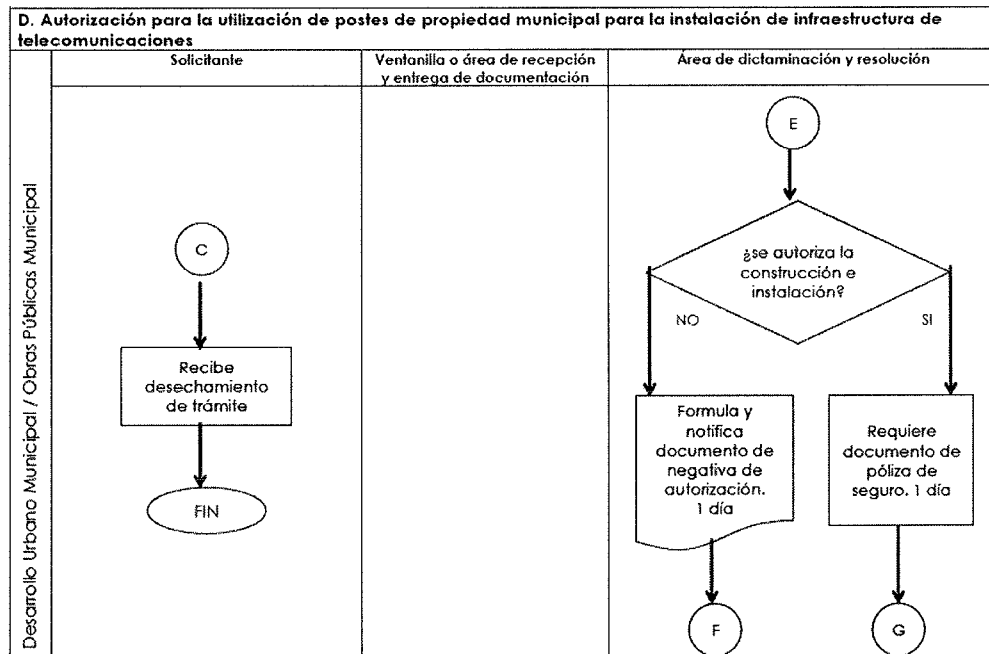 D. Autorización para la utilización de postes de propiedad municipal para la instalación de infraestructura de
telecomunicaciones
Solicitante
Ventanilla o área de recepción
y entrega de documentación
Área de dictaminación y resolución
Desarrollo Urbano Municipal / Obras Públicas Municipal
C
Recibe
desechamiento
de trámite
FIN
E
¿se autoriza la
construcción e
instalación?
NO
SI
Formula y
notifica
documento de
negativa de
autorización.
1 día
Requiere
documento de
póliza de
seguro. 1 día
F
G